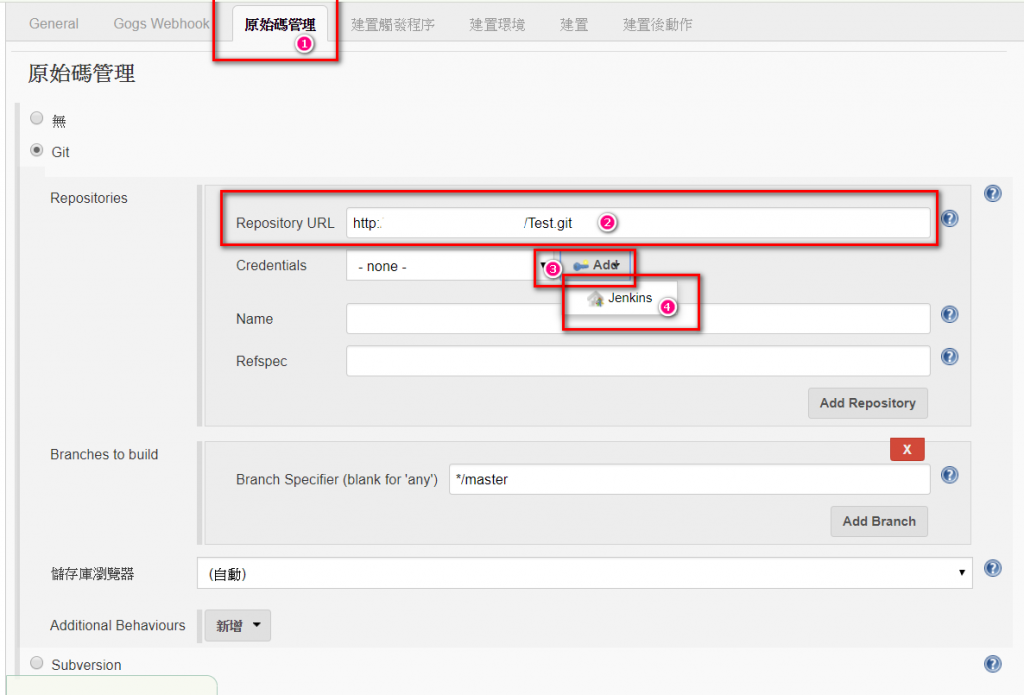 General Gogs Webhook 原始碼管理 建置觸發程序 建置環境 建置 建置後動作
1
原始碼管理
無
Git
Repositories
Repository URL http: /Test.git 2
Credentials - none - 3 Add
Jenkins 4
Name
Refspec
Add Repository
Branches to build X
Branch Specifier (blank for 'any') */master
Add Branch
儲存庫瀏覽器 (自動)
Additional Behaviours 新增
Subversion